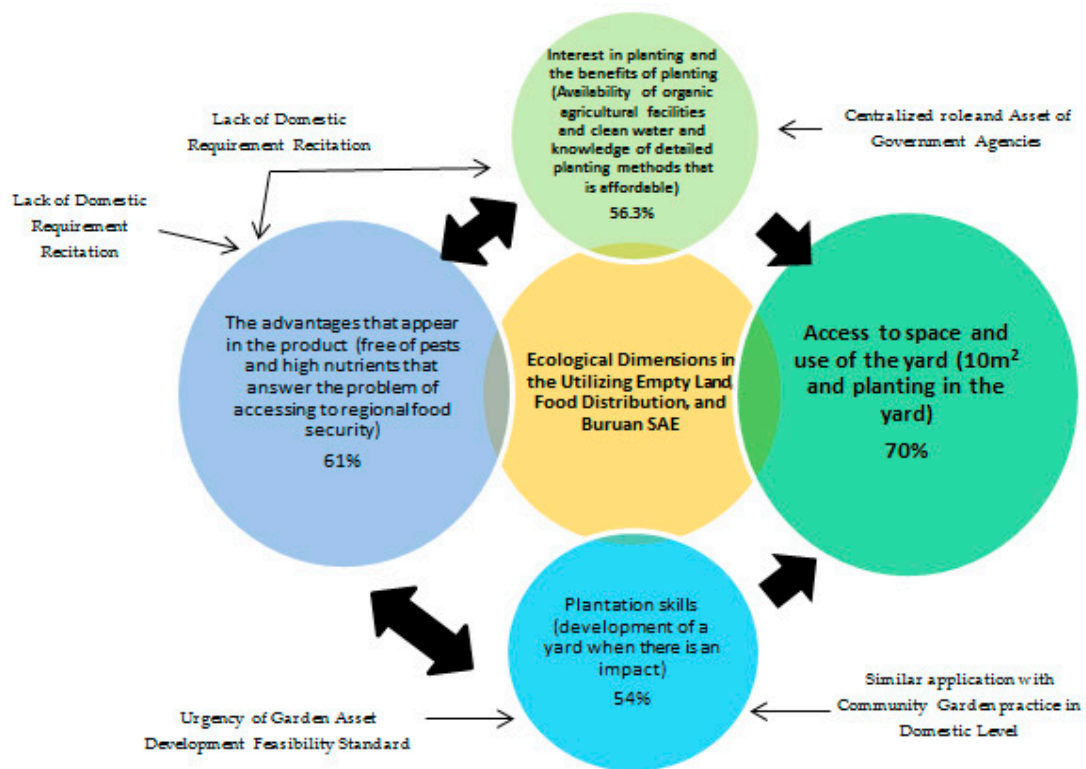 Interest in planting and
the benefits of planting
(Availability of organic
agricultural facilities
and clean water and
knowledge of detailed
planting methods that
is affordable)
56.3%
Lack of Domestic
Requirement Recitation
Centralized role and Asset of
Government Agencies
Lack of Domestic
Requirement
Recitation
The advantages that appear
in the product (free of pests
and high nutrients that
answer the problem of
accessing to regional food
security)
61%
Ecological Dimensions in
the Utilizing Empty Land,
Food Distribution, and
Buruan SAE
Access to space and
use of the yard (10m²
and planting in the
yard)
70%
Plantation skills
(development of a
yard when there is an
impact)
54%
Urgency of Garden Asset
Development Feasibility Standard
Similar application with
Community Garden practice in
Domestic Level